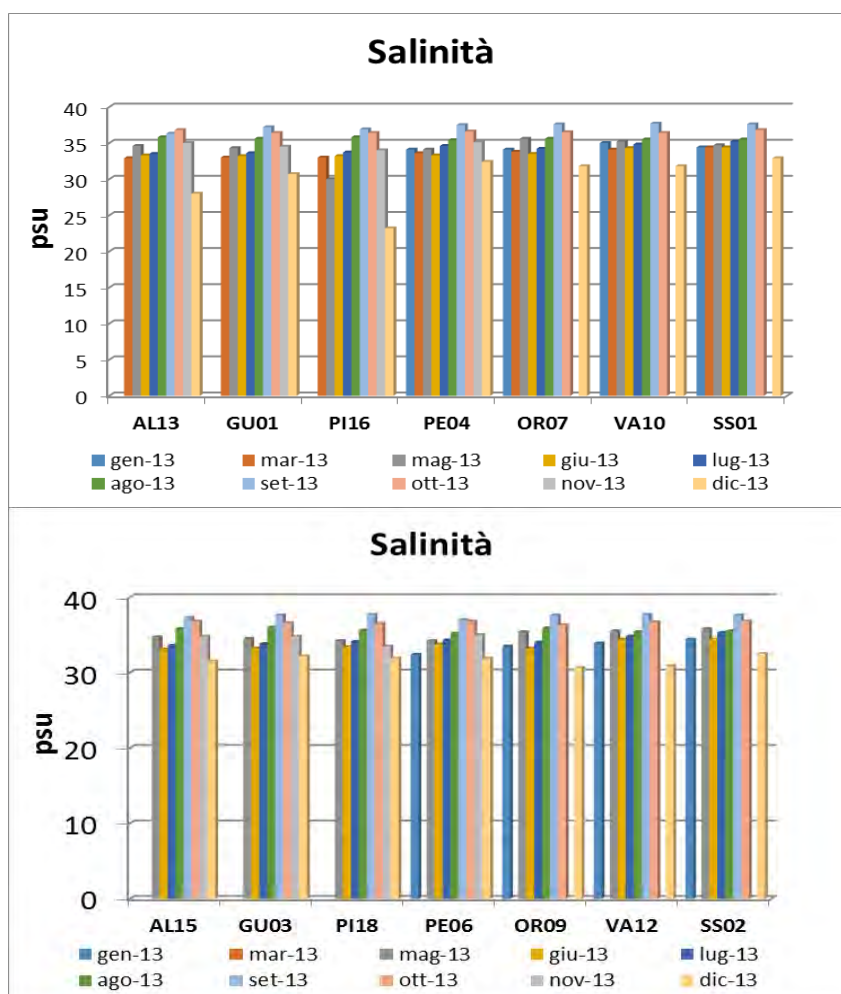 Salinità
40
35
30
25
20
15
10
5
0
psu
AL13 GU01 PI16 PE04 OR07 VA10 SS01
gen-13 mar-13 mag-13 giu-13 lug-13
ago-13 set-13 ott-13 nov-13 dic-13
Salinità
40
30
20
10
0
psu
AL15 GU03 PI18 PE06 OR09 VA12 SS02
gen-13 mar-13 mag-13 giu-13 lug-13
ago-13 set-13 ott-13 nov-13 dic-13